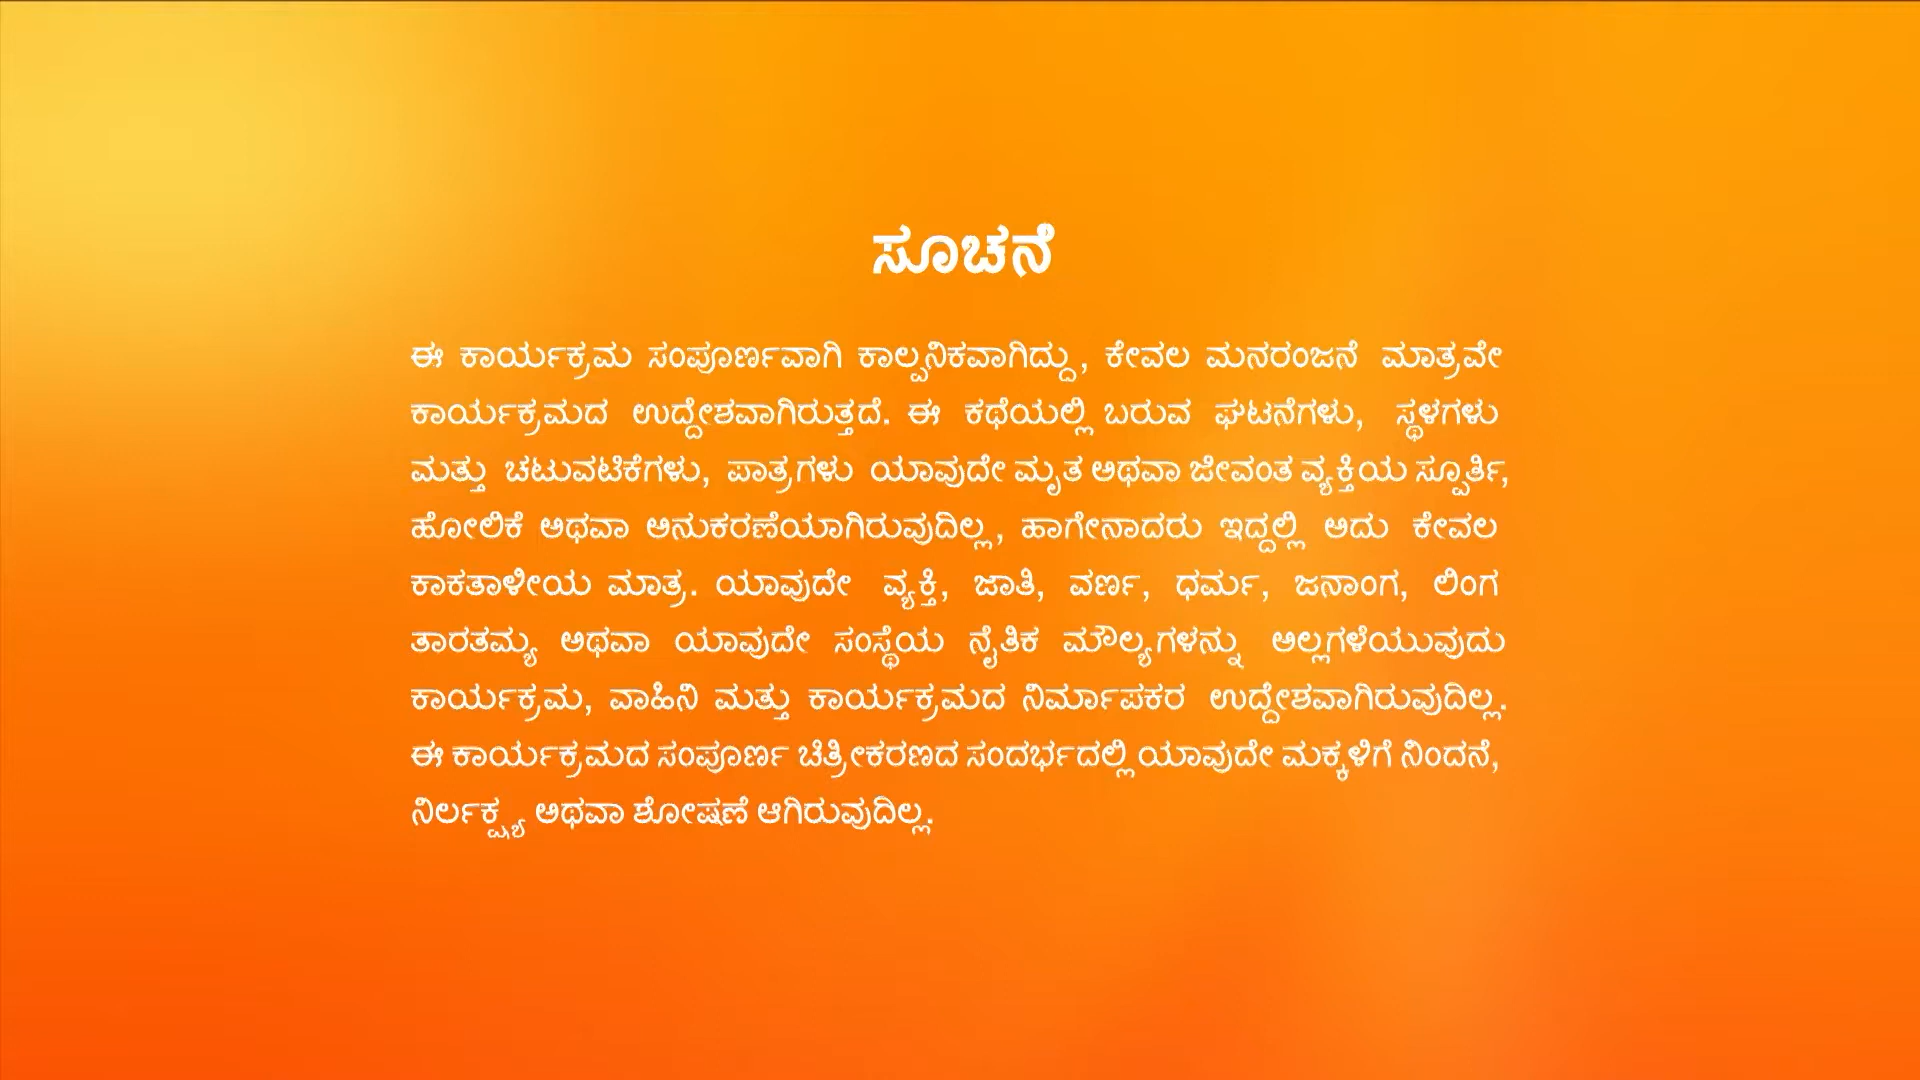 ಸೂಚನೆ
ಈ ಕಾರ್ಯಕ್ರಮ ಸಂಪೂರ್ಣವಾಗಿ ಕಾಲ್ಪನಿಕವಾಗಿದ್ದು, ಕೇವಲ ಮನರಂಜನೆ ಮಾತ್ರವೇ
ಕಾರ್ಯಕ್ರಮದ ಉದ್ದೇಶವಾಗಿರುತ್ತದೆ. ಈ ಕಥೆಯಲ್ಲಿ ಬರುವ ಘಟನೆಗಳು, ಸ್ಥಳಗಳು
ಮತ್ತು ಚಟುವಟಿಕೆಗಳು, ಪಾತ್ರಗಳು ಯಾವುದೇ ಮೃತ ಅಥವಾ ಜೀವಂತ ವ್ಯಕ್ತಿಯ ಸ್ಪೂರ್ತಿ,
ಹೋಲಿಕೆ ಅಥವಾ ಅನುಕರಣೆಯಾಗಿರುವುದಿಲ್ಲ, ಹಾಗೇನಾದರು ಇದ್ದಲ್ಲಿ ಅದು ಕೇವಲ
ಕಾಕತಾಳೀಯ ಮಾತ್ರ. ಯಾವುದೇ ವ್ಯಕ್ತಿ, ಜಾತಿ, ವರ್ಣ, ಧರ್ಮ, ಜನಾಂಗ, ಲಿಂಗ
ತಾರತಮ್ಯ ಅಥವಾ ಯಾವುದೇ ಸಂಸ್ಥೆಯ ನೈತಿಕ ಮೌಲ್ಯಗಳನ್ನು ಅಲ್ಲಗಳೆಯುವುದು
ಕಾರ್ಯಕ್ರಮ, ವಾಹಿನಿ ಮತ್ತು ಕಾರ್ಯಕ್ರಮದ ನಿರ್ಮಾಪಕರ ಉದ್ದೇಶವಾಗಿರುವುದಿಲ್ಲ.
ಈ ಕಾರ್ಯಕ್ರಮದ ಸಂಪೂರ್ಣ ಚಿತ್ರೀಕರಣದ ಸಂದರ್ಭದಲ್ಲಿ ಯಾವುದೇ ಮಕ್ಕಳಿಗೆ ನಿಂದನೆ,
ನಿರ್ಲಕ್ಷ್ಯ ಅಥವಾ ಶೋಷಣೆ ಆಗಿರುವುದಿಲ್ಲ.